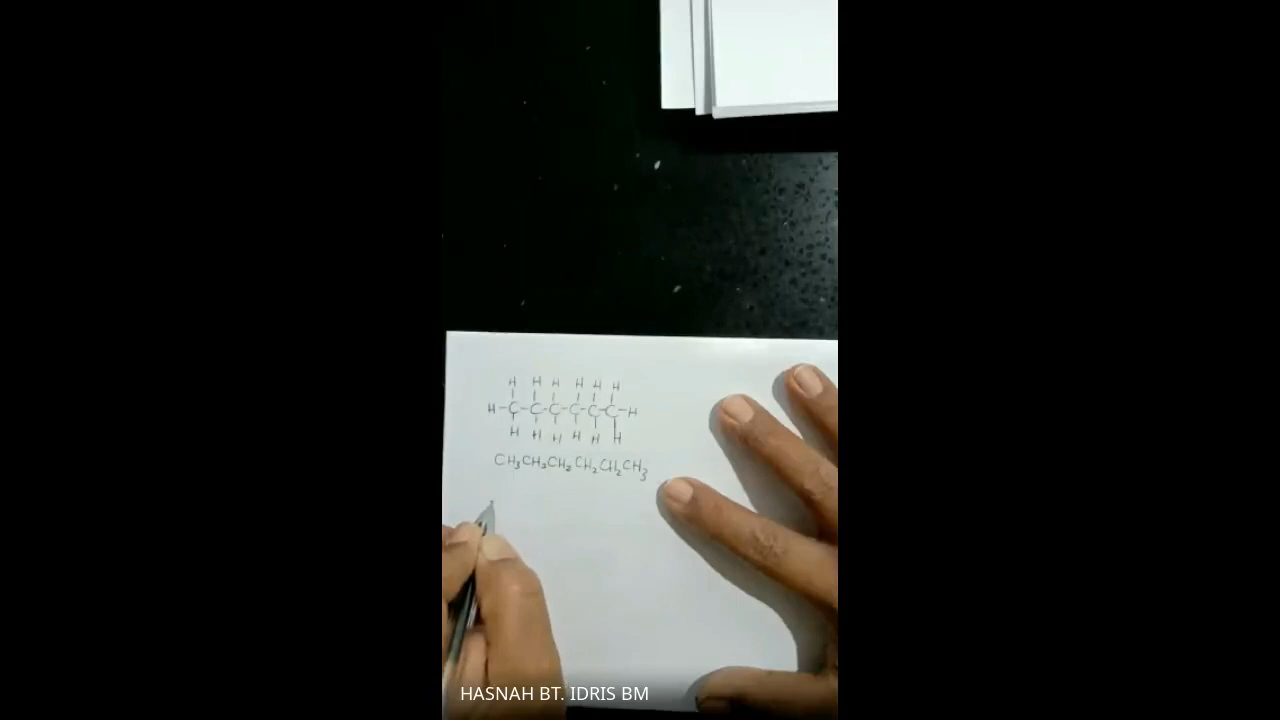 H H H H H H
H-C-C-C-C-C-C-H
H H H H H H
CH₃CH₂CH₂CH₂CH₂CH₃
HASNAH BT. IDRIS BM